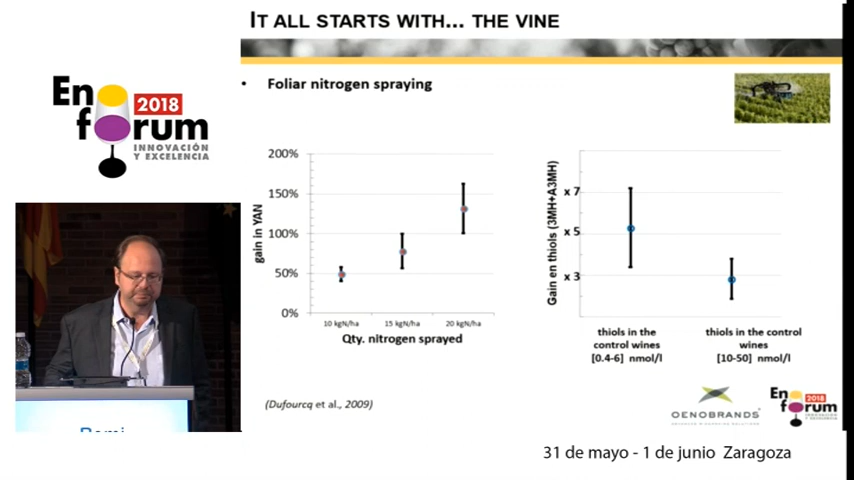 IT ALL STARTS WITH... THE VINE
En
2018
forum
INNOVACIÓN
Y EXCELENCIA
• Foliar nitrogen spraying
200%
150%
100%
50%
0%
gain in YAN
10 kgN/ha
15 kgN/ha
20 kgN/ha
Qty. nitrogen sprayed
Gain en thiols (3MH+A3MH)
x 7
x 5
x 3
thiols in the
control wines
[0.4-6] nmol/l
thiols in the control
wines
[10-50] nmol/l
(Dufourcq et al., 2009)
OENOBRANDS
En
2018
forum
INNOVACIÓN
Y EXCELENCIA
31 de mayo - 1 de junio Zaragoza